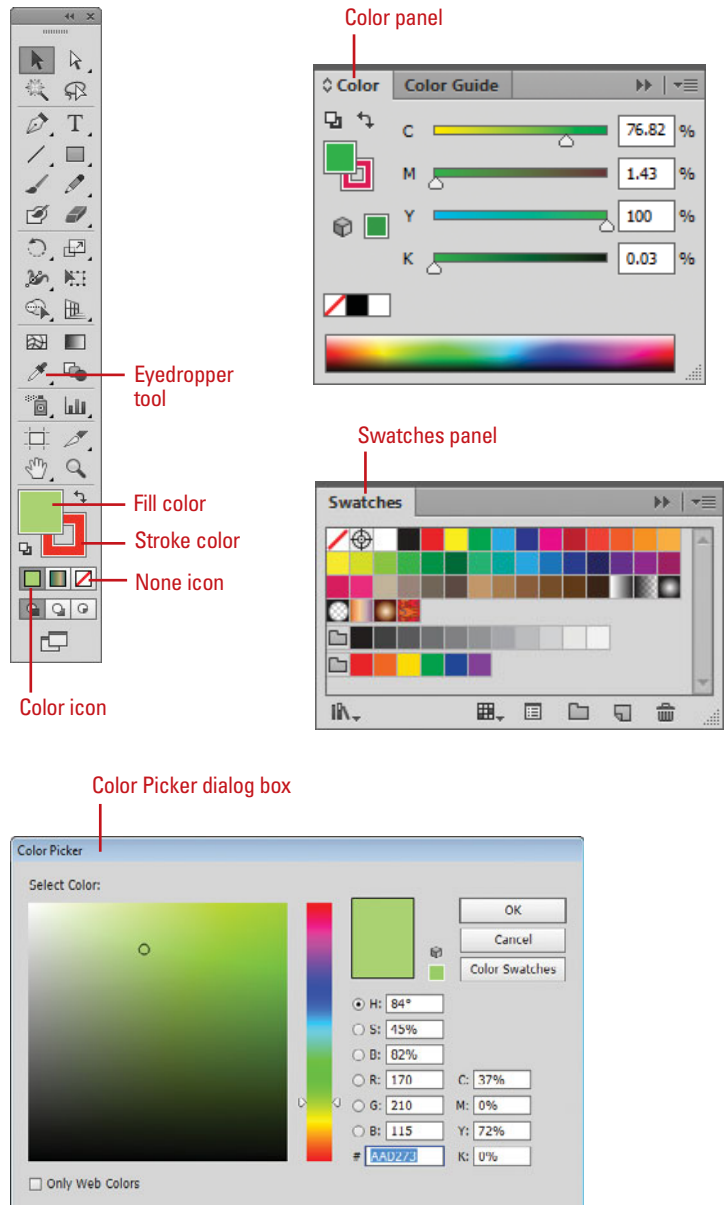 Color panel
Color Color Guide
C 76.82 %
M 1.43 %
Y 100 %
K 0.03 %
T
Eyedropper
tool
Fill color
Stroke color
None icon
Color icon
Swatches panel
Swatches
Color Picker dialog box
Color Picker
Select Color:
OK
Cancel
Color Swatches
H: 84°
S: 45%
B: 82%
R: 170 C: 37%
G: 210 M: 0%
B: 115 Y: 72%
# AAD273 K: 0%
Only Web Colors